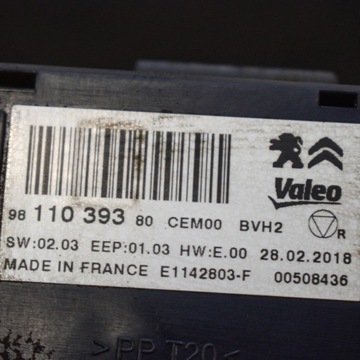 Valeo
98 110 393 80 CEM00 BVH2
R
SW:02.03 EEP:01.03 HW:E.00 28.02.2018
MADE IN FRANCE E1142803-F 00508436
>PP T20<